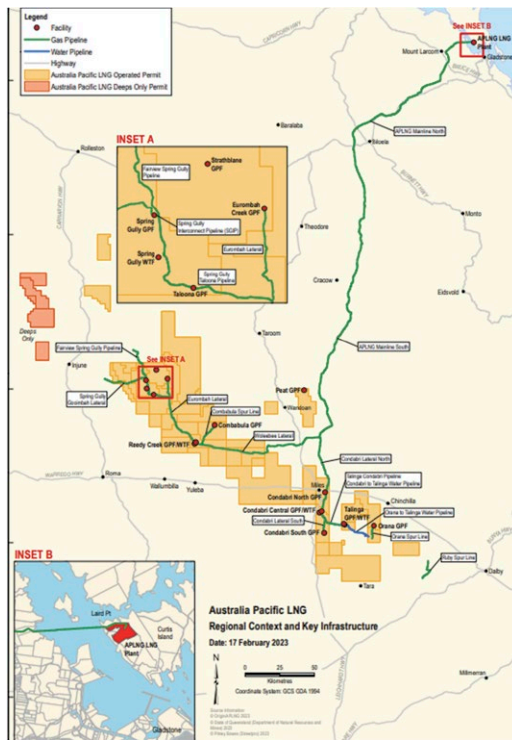 Legend
Facility
Gas Pipeline
Water Pipeline
Highway
Australia Pacific LNG Operated Permit
Australia Pacific LNG Deeps Only Permit
See INSET B
APLNG LNG
Plant
Gladstone
Mount Larcom
Baralaba
APLNG Mainline North
Rolleston
Moura
INSET A
Fairview Spring Gully
Pipeline
Strathblane
GPF
Eurombah
Creek GPF
Spring
Gully GPF
Spring Gully
Interconnect Pipeline (SGIP)
Eurombah Lateral
Spring
Gully WTF
Spring Gully
Taloona Pipeline
Taloona GPF
Theodore
Monto
Cracow
Eidsvold
Deeps
Only
Taroom
APLNG Mainline South
Fairview Spring Gully Pipeline
Injune
See INSET A
Peat GPF
Wandoan
Spring Gully
Eurombah Lateral
Combabula Spur Line
Combabula GPF
Woleebee Lateral
Reedy Creek GPF/WTF
Condabri Lateral North
Roma
Wallumbilla
Yuleba
Miles
Talinga Condabri Pipeline
Condabri to Talinga Water Pipeline
Condabri North GPF
Chinchilla
Condabri Central GPF/WTF
Talinga
GPF/WTF
Orana to Talinga Water Pipeline
Condabri Lateral South
Orana GPF
Condabri South GPF
Orana Spur Line
Ruby Spur Line
Dalby
Tara
INSET B
Laird Pt
Curtis
Island
APLNG LNG
Plant
Gladstone
Australia Pacific LNG
Regional Context and Key Infrastructure
Date: 17 February 2023
N
0 25 50
Kilometres
Coordinate System: GCS GDA 1994
Millmerran
Source Information